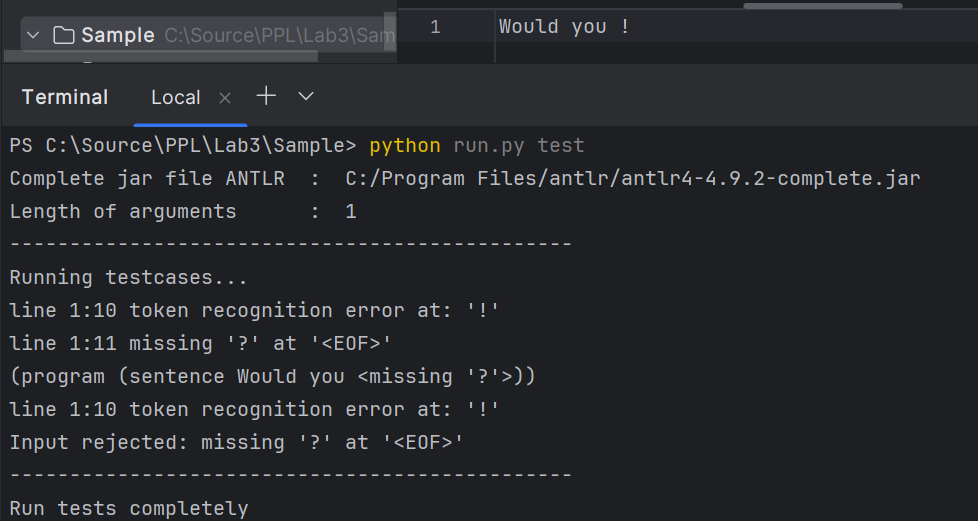 Sample C:\Source\PPL\Lab3\Sam
1 Would you !
Terminal Local × + 
PS C:\Source\PPL\Lab3\Sample> python run.py test
Complete jar file ANTLR  :  C:/Program Files/antlr/antlr4-4.9.2-complete.jar
Length of arguments      :  1
-----------------------------------------------
Running testcases...
line 1:10 token recognition error at: '!'
line 1:11 missing '?' at '<EOF>'
(program (sentence Would you <missing '?'>))
line 1:10 token recognition error at: '!'
Input rejected: missing '?' at '<EOF>'
-----------------------------------------------
Run tests completely